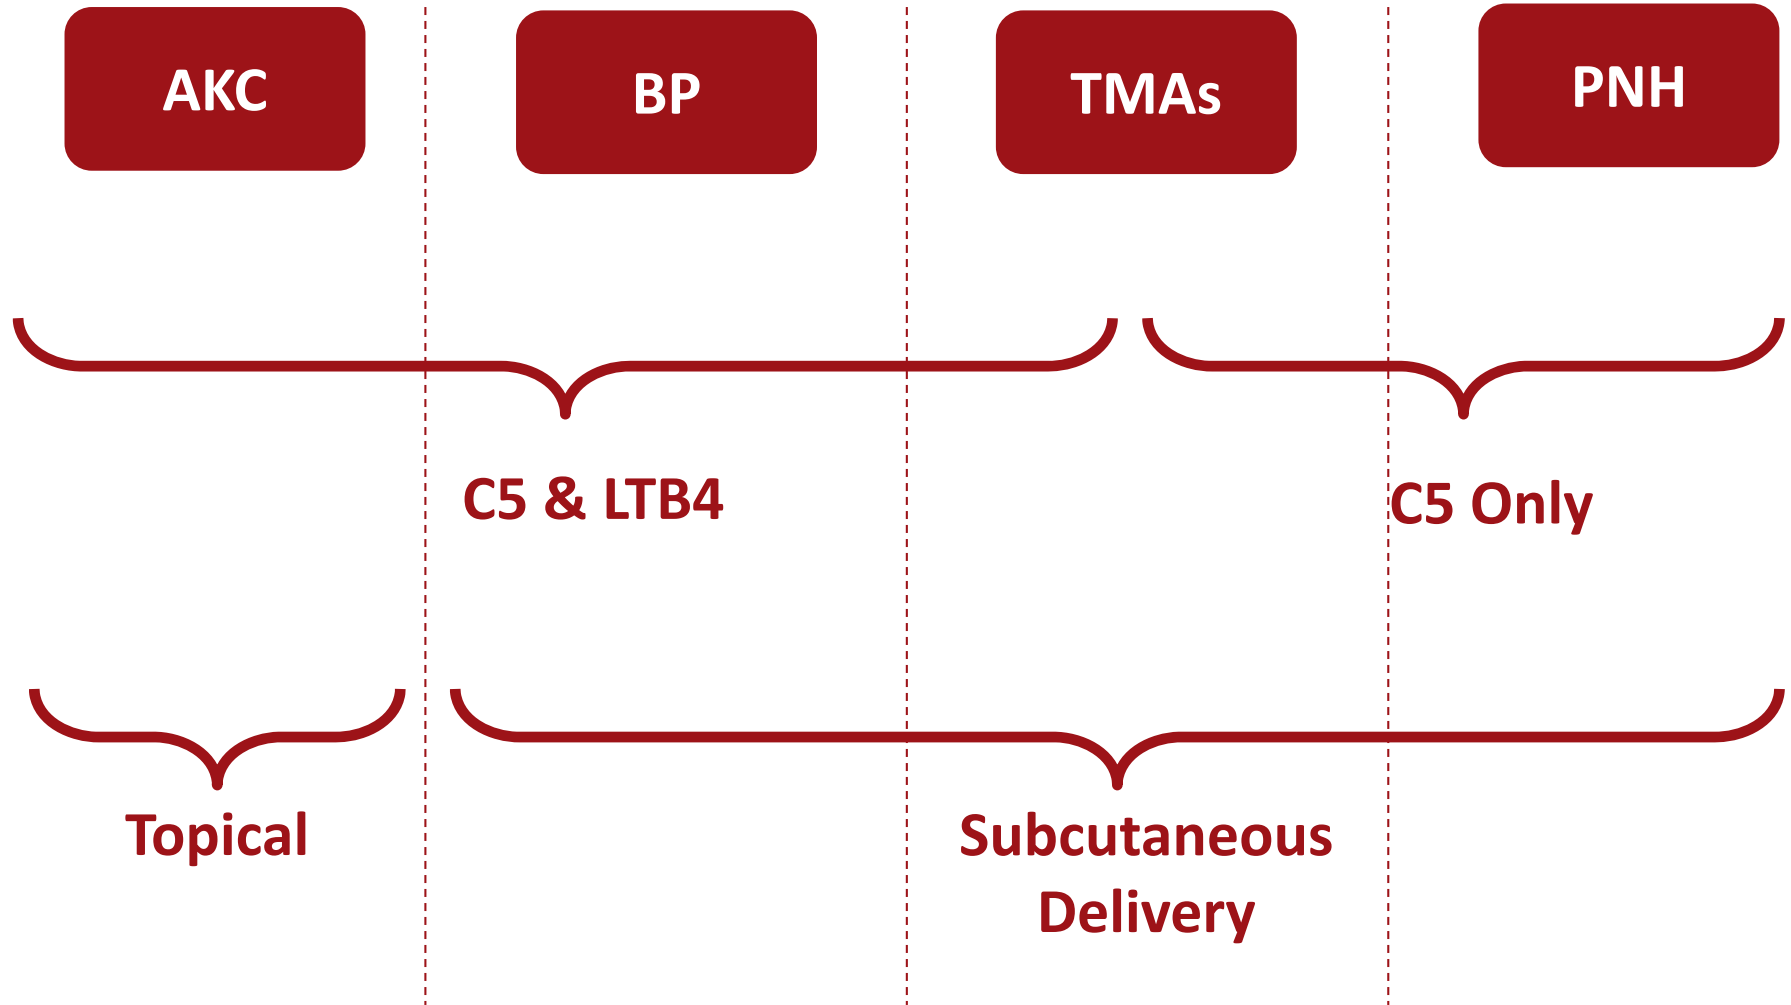 AKC
BP
TMAs
PNH
C5 & LTB4
C5 Only
Topical
Subcutaneous
Delivery